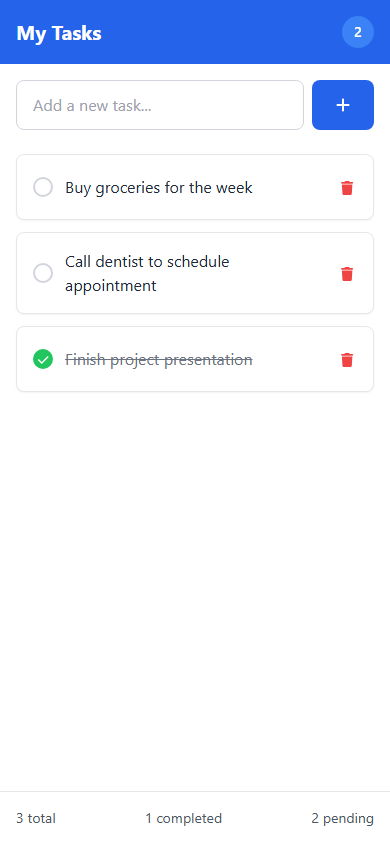 My Tasks
2
Add a new task...
+
Buy groceries for the week
Call dentist to schedule
appointment
Finish project presentation
3 total
1 completed
2 pending